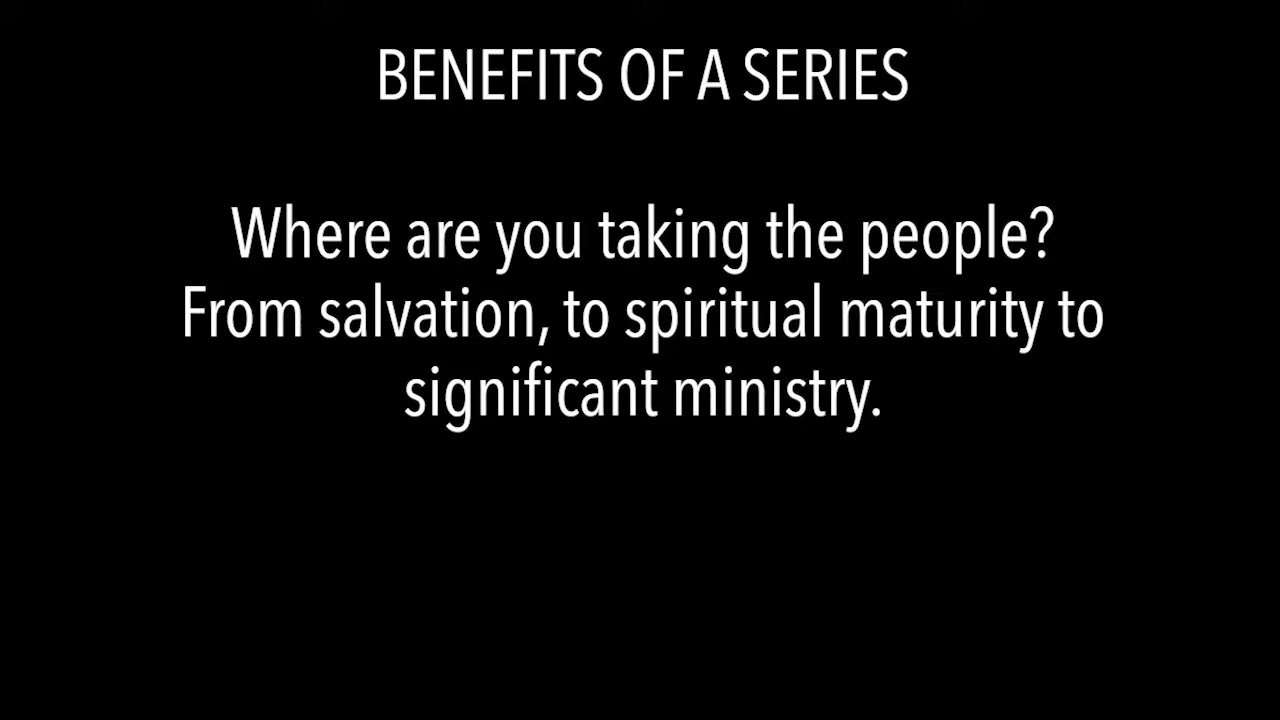 BENEFITS OF A SERIES
Where are you taking the people?
From salvation, to spiritual maturity to
significant ministry.